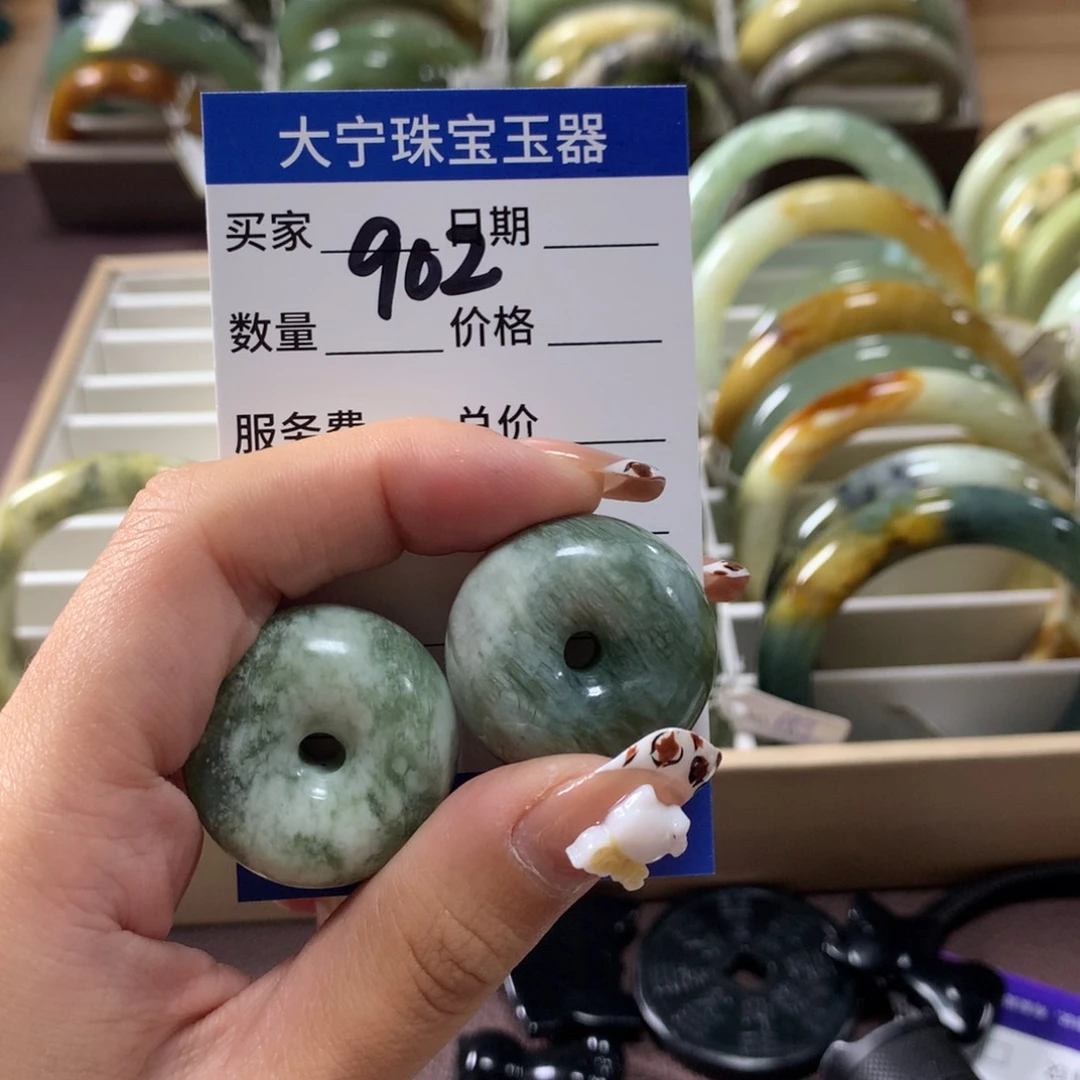 大宁珠宝玉器
买家 日期
902
数量 价格
服务费 总价